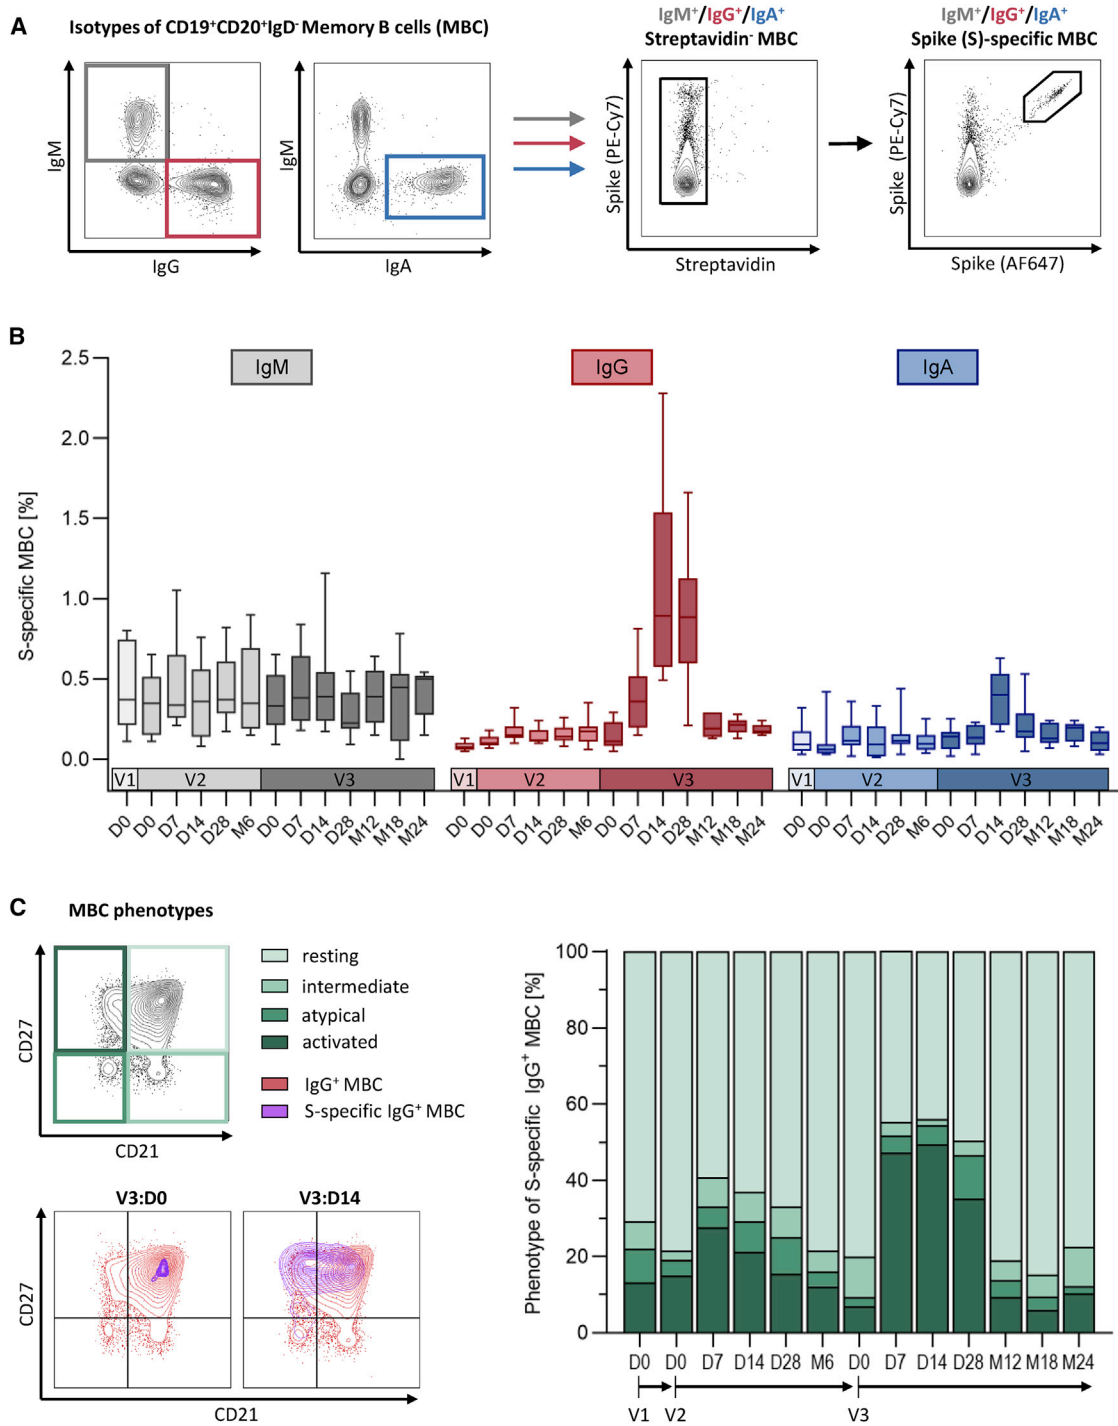 A
Isotypes of CD19⁺CD20⁺IgD⁻ Memory B cells (MBC)
IgM⁺/IgG⁺/IgA⁺
Streptavidin⁻ MBC
IgM⁺/IgG⁺/IgA⁺
Spike (S)-specific MBC
IgM
IgG
IgM
IgA
Spike (PE-Cy7)
Streptavidin
Spike (PE-Cy7)
Spike (AF647)
B
S-specific MBC [%]
2.5
2.0
1.5
1.0
0.5
0.0
IgM
IgG
IgA
V1 V2 V3
V1 V2 V3
V1 V2 V3
D0 D0 D7 D14 D28 M6 D0 D7 D14 D28 M12 M18 M24
D0 D0 D7 D14 D28 M6 D0 D7 D14 D28 M12 M18 M24
D0 D0 D7 D14 D28 M6 D0 D7 D14 D28 M12 M18 M24
C
MBC phenotypes
CD27
CD21
resting
intermediate
atypical
activated
IgG⁺ MBC
S-specific IgG⁺ MBC
V3:D0
V3:D14
CD27
CD21
Phenotype of S-specific IgG⁺ MBC [%]
100
80
60
40
20
0
D0 D0 D7 D14 D28 M6 D0 D7 D14 D28 M12 M18 M24
V1 V2 V3